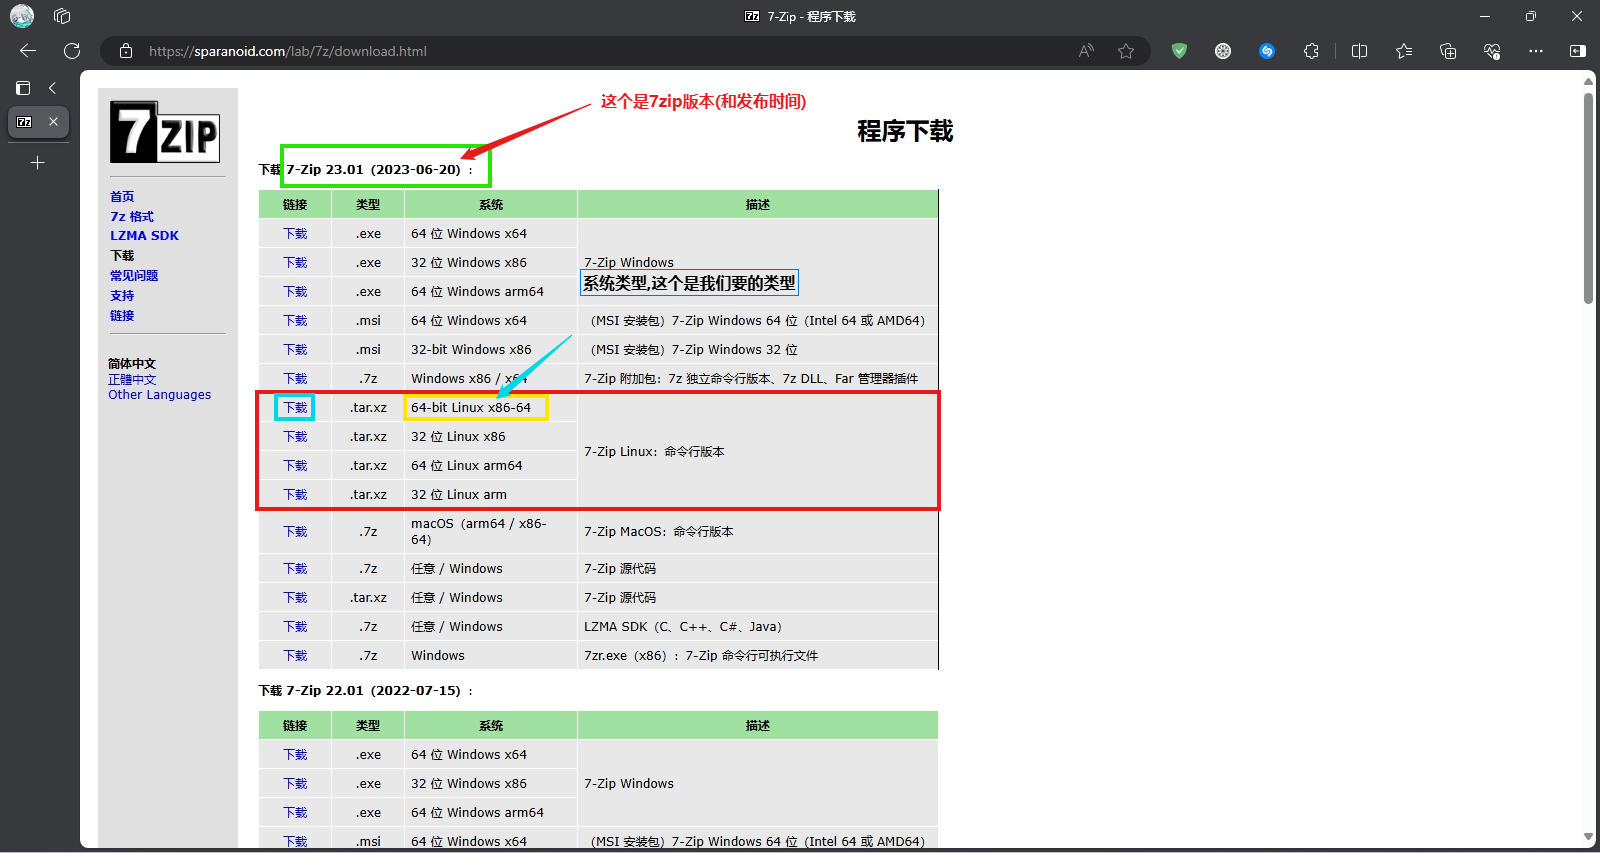 7-Zip - 程序下载
https://sparanoid.com/lab/7z/download.html
7ZIP
首页
7z 格式
LZMA SDK
下载
常见问题
支持
链接
简体中文
正體中文
Other Languages
这个是7zip版本(和发布时间)
程序下载
下载 7-Zip 23.01（2023-06-20）：
链接 类型 系统 描述
下载 .exe 64 位 Windows x64
下载 .exe 32 位 Windows x86 7-Zip Windows
系统类型,这个是我们要的类型
下载 .exe 64 位 Windows arm64
下载 .msi 64 位 Windows x64 （MSI 安装包）7-Zip Windows 64 位（Intel 64 或 AMD64）
下载 .msi 32-bit Windows x86 （MSI 安装包）7-Zip Windows 32 位
下载 .7z Windows x86 / x64 7-Zip 附加包：7z 独立命令行版本、7z DLL、Far 管理器插件
下载 .tar.xz 64-bit Linux x86-64
下载 .tar.xz 32 位 Linux x86
7-Zip Linux：命令行版本
下载 .tar.xz 64 位 Linux arm64
下载 .tar.xz 32 位 Linux arm
下载 .7z macOS（arm64 / x86-
64） 7-Zip MacOS：命令行版本
下载 .7z 任意 / Windows 7-Zip 源代码
下载 .tar.xz 任意 / Windows 7-Zip 源代码
下载 .7z 任意 / Windows LZMA SDK（C、C++、C#、Java）
下载 .7z Windows 7zr.exe（x86）：7-Zip 命令行可执行文件
下载 7-Zip 22.01（2022-07-15）：
链接 类型 系统 描述
下载 .exe 64 位 Windows x64
下载 .exe 32 位 Windows x86 7-Zip Windows
下载 .exe 64 位 Windows arm64
下载 .msi 64 位 Windows x64 （MSI 安装包）7-Zip Windows 64 位（Intel 64 或 AMD64）